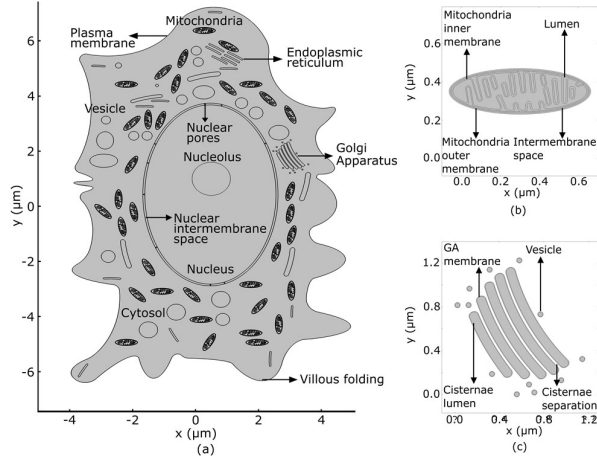 6
4
2
0
-2
-4
-6
y (μm)
-4
-2
0
2
4
x (μm)
(a)
Mitochondria
Plasma
membrane
Endoplasmic
reticulum
Vesicle
Nuclear
pores
Nucleolus
Golgi
Apparatus
Nuclear
intermembrane
space
Nucleus
Cytosol
Villous folding
Mitochondria
inner
membrane
Lumen
0.6
0.4
0.2
0.0
y (μm)
Mitochondria
outer
membrane
Intermembrane
space
0.0
0.2
0.4
0.6
x (μm)
(b)
GA
membrane
Vesicle
1.2
0.8
0.4
0.0
y (μm)
Cisternae
lumen
Cisternae
separation
0.0
0.4
0.8
1.2
x (μm)
(c)